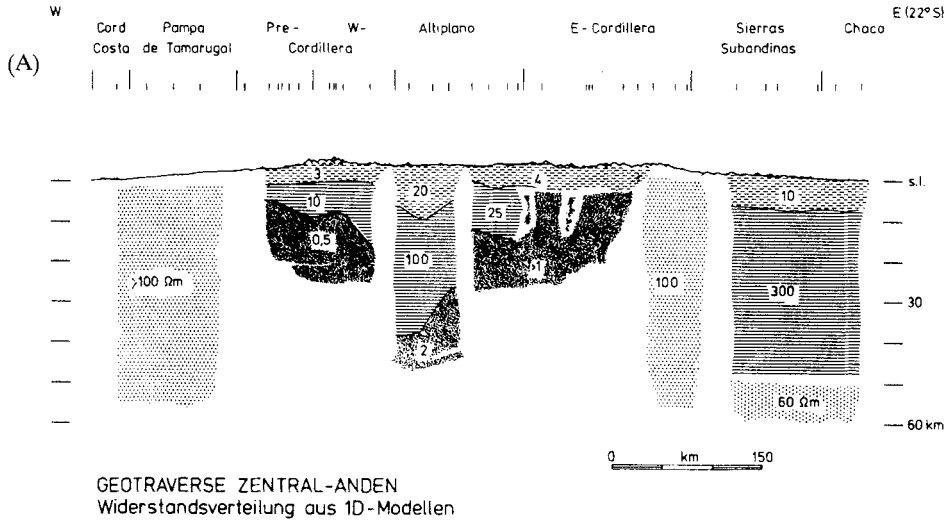 W E (22° S)
Cord Pampa Pre - W- Altiplano E - Cordillera Sierras Chaco
Costa de Tamarugal Cordillera Subandinas
(A)
3 4 s.l.
20 10
10 25
0,5
100 >1
>100 Ωm 100 300 30
2
60 Ωm 60 km
0 km 150
GEOTRAVERSE ZENTRAL-ANDEN
Widerstandsverteilung aus 1D-Modellen